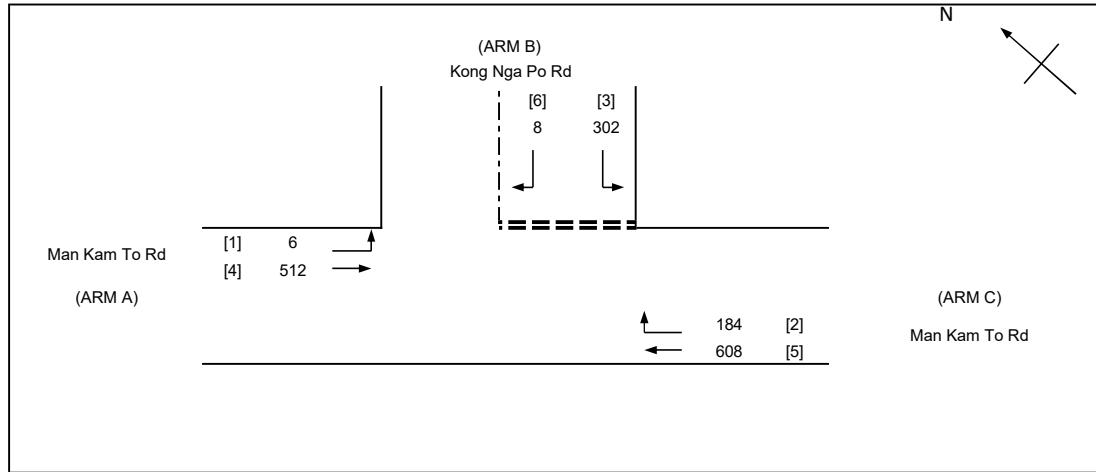 N
(ARM B)
Kong Nga Po Rd
[6] [3]
8 302
[1] 6
Man Kam To Rd
[4] 512
(ARM A)
(ARM C)
184 [2]
Man Kam To Rd
608 [5]